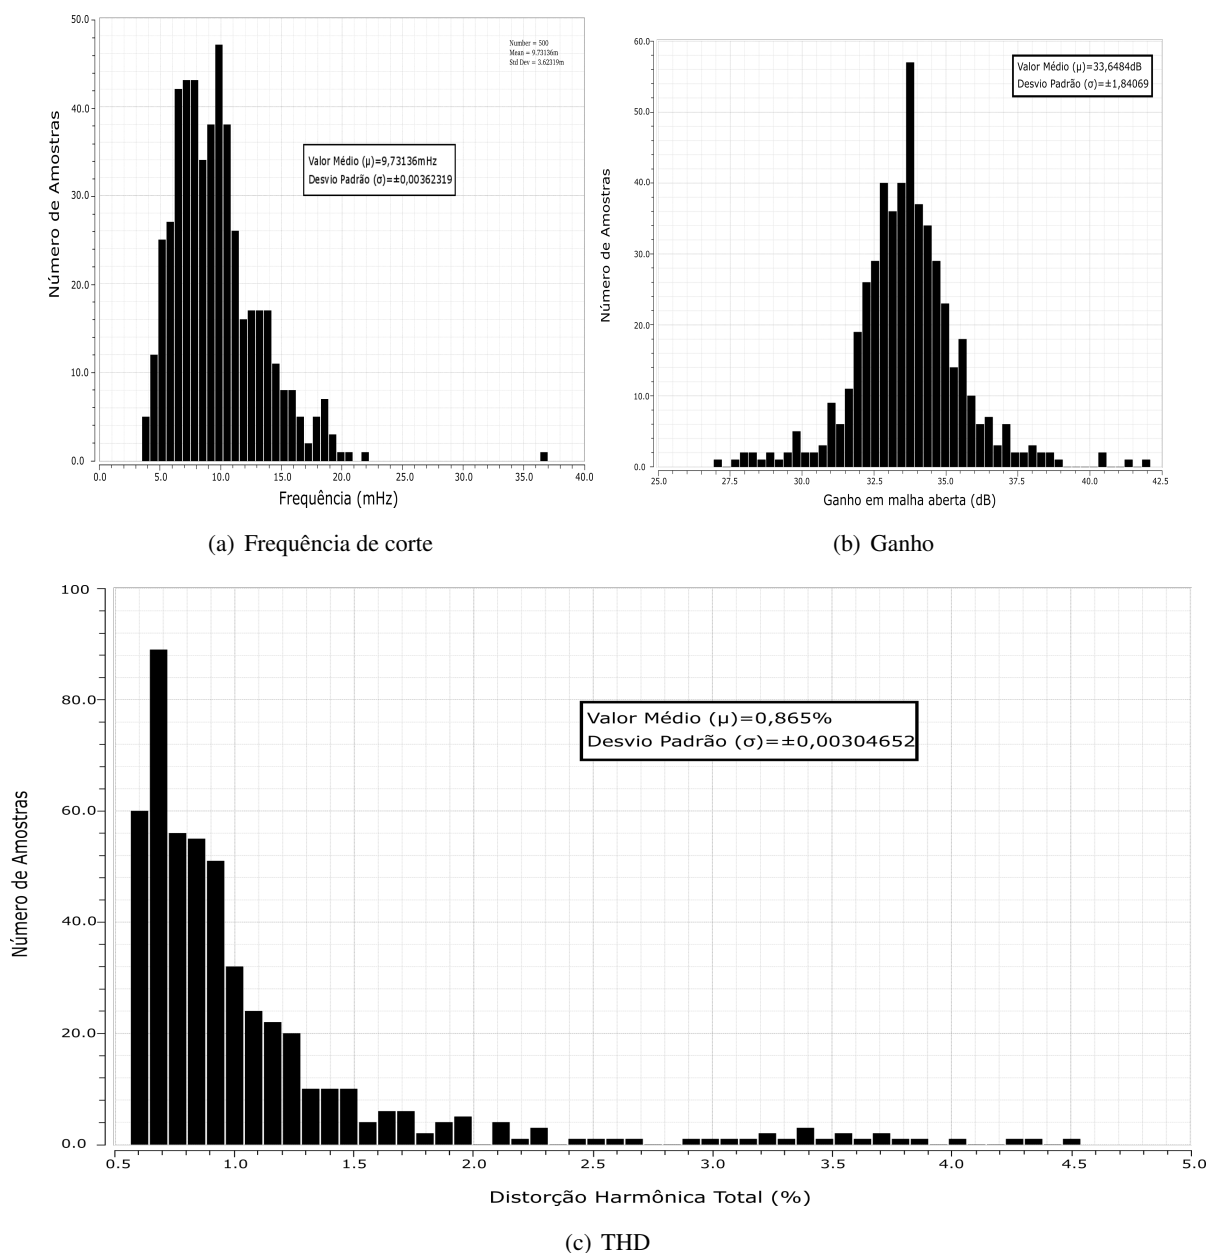 50.0
40.0
30.0
20.0
10.0
0.0
Número de Amostras
Number = 500
Mean = 9.73136m
Std Dev = 3.62319m
Valor Médio (μ)=9,73136mHz
Desvio Padrão (σ)=±0,00362319
0.0 5.0 10.0 15.0 20.0 25.0 30.0 35.0 40.0
Frequência (mHz)
(a) Frequência de corte
60.0
50.0
40.0
30.0
20.0
10.0
0.0
Número de Amostras
Valor Médio (μ)=33,6484dB
Desvio Padrão (σ)=±1,84069
25.0 27.5 30.0 32.5 35.0 37.5 40.0 42.5
Ganho em malha aberta (dB)
(b) Ganho
100
80.0
60.0
40.0
20.0
0.0
Número de Amostras
Valor Médio (μ)=0,865%
Desvio Padrão (σ)=±0,00304652
0.5 1.0 1.5 2.0 2.5 3.0 3.5 4.0 4.5 5.0
Distorção Harmônica Total (%)
(c) THD